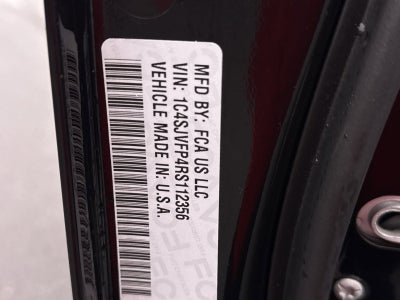 MFD BY: FCA US LLC
VIN: 1C4SJVFP4RS112356
VEHICLE MADE IN: U.S.A.